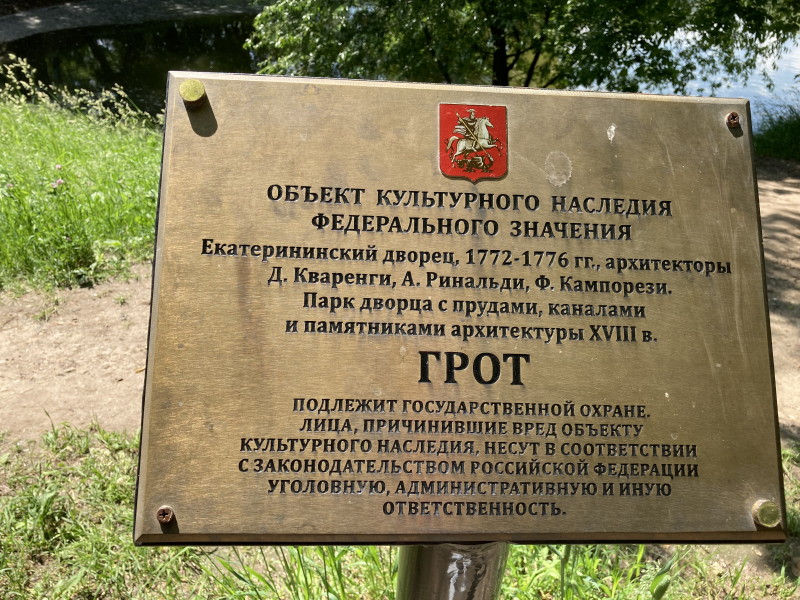 ОБЪЕКТ КУЛЬТУРНОГО НАСЛЕДИЯ
ФЕДЕРАЛЬНОГО ЗНАЧЕНИЯ
Екатерининский дворец, 1772-1776 гг., архитекторы
Д. Кваренги, А. Ринальди, Ф. Кампорези.
Парк дворца с прудами, каналами
и памятниками архитектуры XVIII в.
ГРОТ
ПОДЛЕЖИТ ГОСУДАРСТВЕННОЙ ОХРАНЕ.
ЛИЦА, ПРИЧИНИВШИЕ ВРЕД ОБЪЕКТУ
КУЛЬТУРНОГО НАСЛЕДИЯ, НЕСУТ В СООТВЕТСТВИИ
С ЗАКОНОДАТЕЛЬСТВОМ РОССИЙСКОЙ ФЕДЕРАЦИИ
УГОЛОВНУЮ, АДМИНИСТРАТИВНУЮ И ИНУЮ
ОТВЕТСТВЕННОСТЬ.